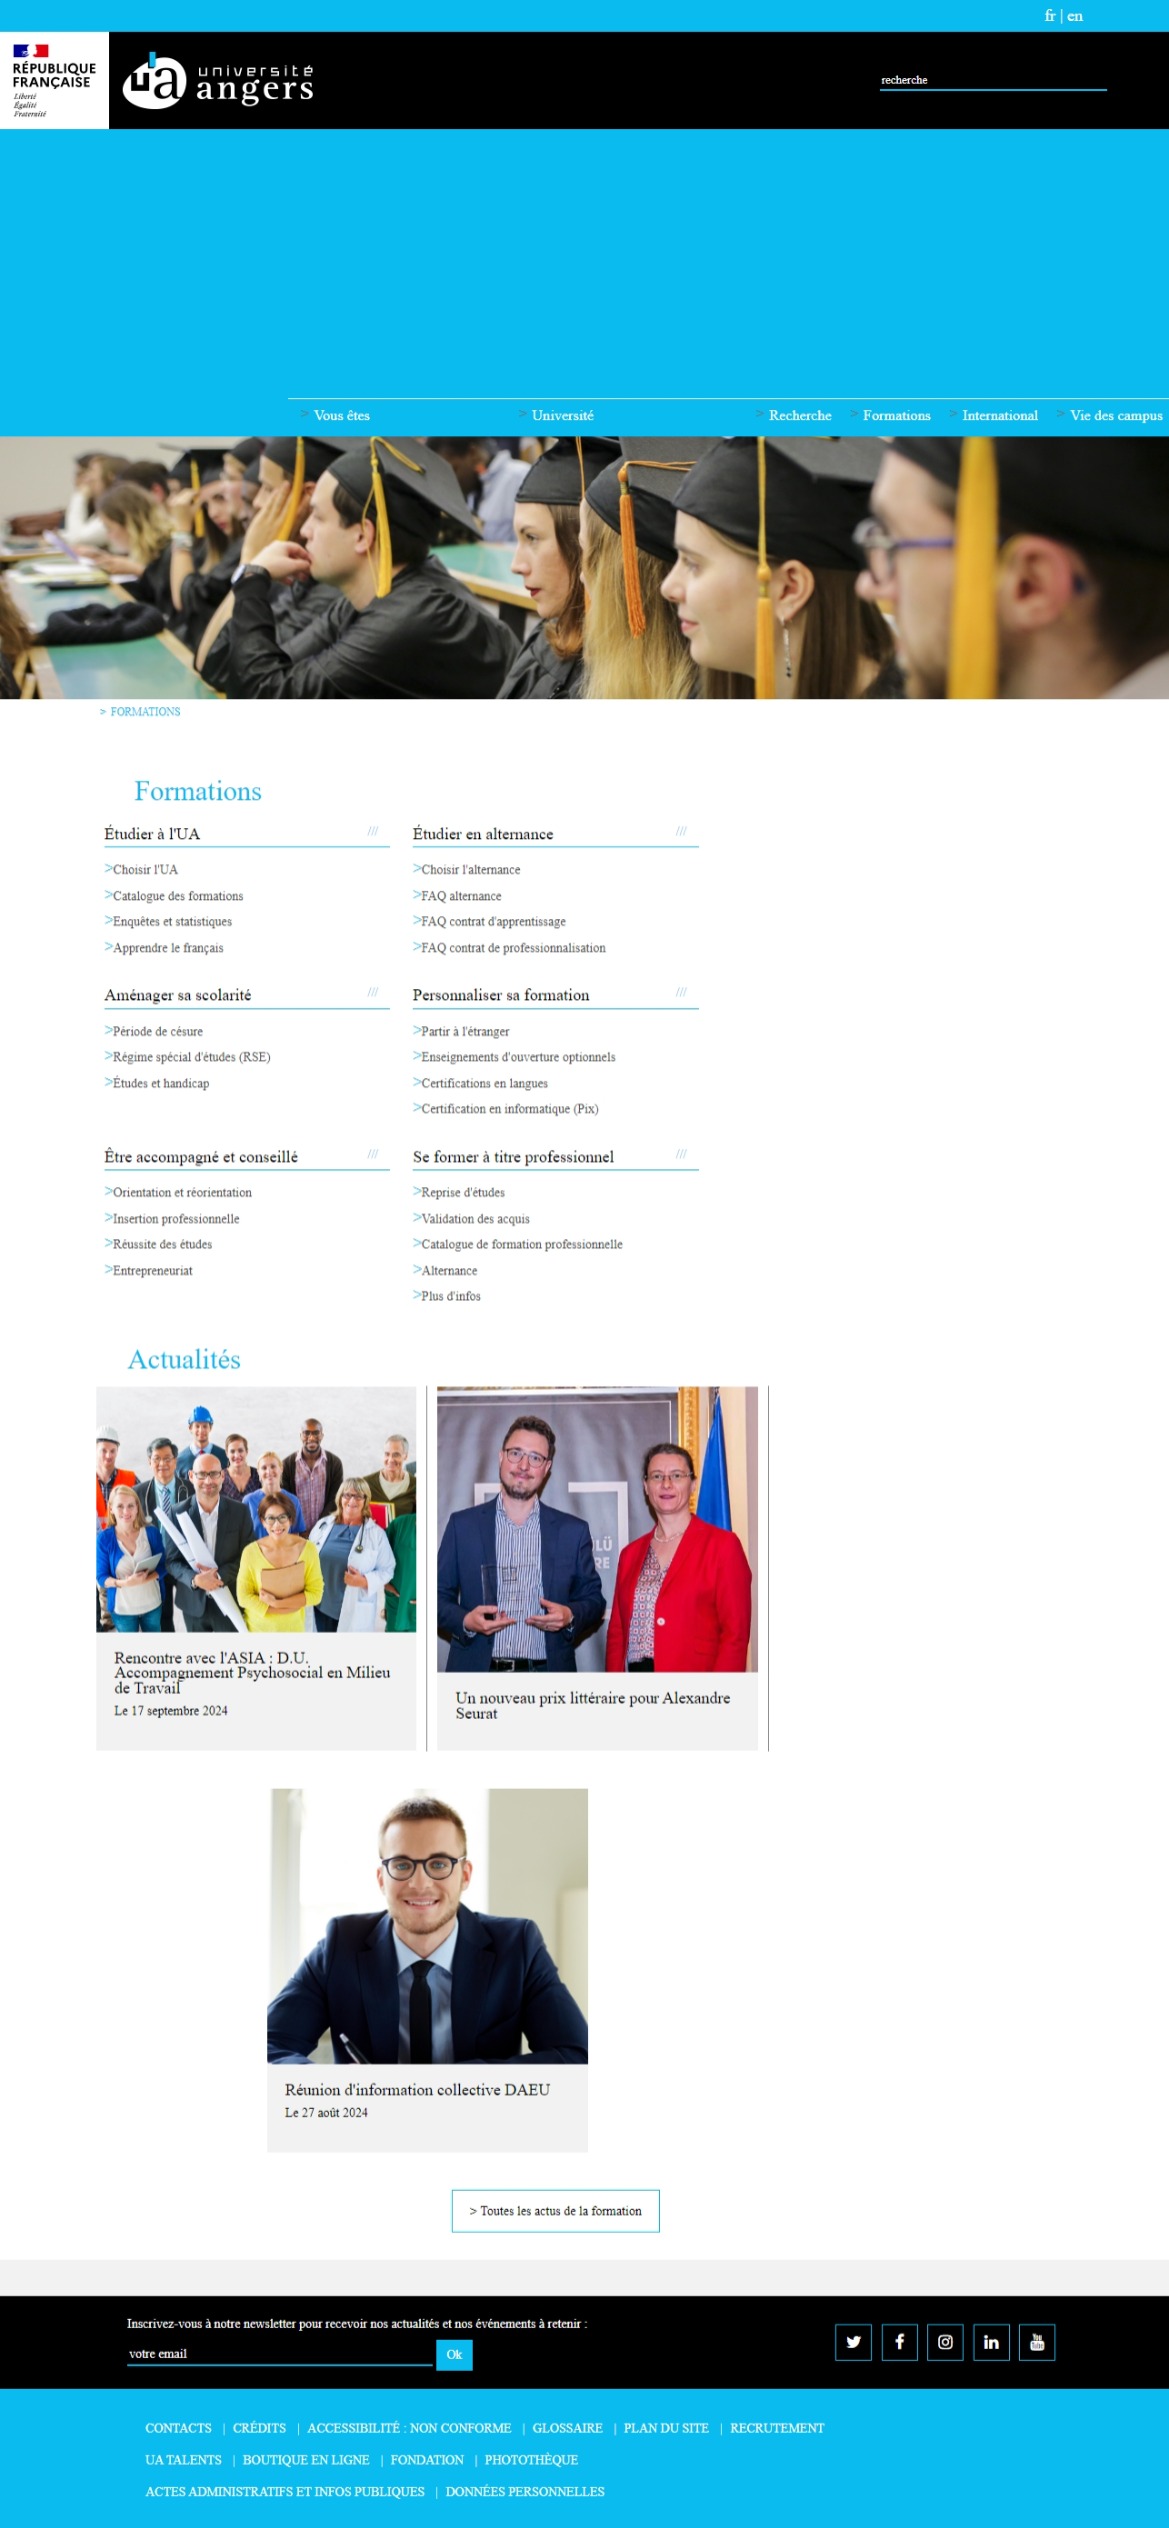 fr | en
RÉPUBLIQUE
FRANÇAISE
Liberté
Égalité
Fraternité
université
angers
recherche
> Vous êtes > Université > Recherche > Formations > International > Vie des campus
> FORMATIONS
Formations
Étudier à l'UA ///
>Choisir l'UA
>Catalogue des formations
>Enquêtes et statistiques
>Apprendre le français
Étudier en alternance ///
>Choisir l'alternance
>FAQ alternance
>FAQ contrat d'apprentissage
>FAQ contrat de professionnalisation
Aménager sa scolarité ///
>Période de césure
>Régime spécial d'études (RSE)
>Études et handicap
Personnaliser sa formation ///
>Partir à l'étranger
>Enseignements d'ouverture optionnels
>Certifications en langues
>Certification en informatique (Pix)
Être accompagné et conseillé ///
>Orientation et réorientation
>Insertion professionnelle
>Réussite des études
>Entrepreneuriat
Se former à titre professionnel ///
>Reprise d'études
>Validation des acquis
>Catalogue de formation professionnelle
>Alternance
>Plus d'infos
Actualités
Rencontre avec l'ASIA : D.U.
Accompagnement Psychosocial en Milieu
de Travail
Le 17 septembre 2024
Un nouveau prix littéraire pour Alexandre
Seurat
Réunion d'information collective DAEU
Le 27 août 2024
> Toutes les actus de la formation
Inscrivez-vous à notre newsletter pour recevoir nos actualités et nos événements à retenir :
votre email Ok
CONTACTS | CRÉDITS | ACCESSIBILITÉ : NON CONFORME | GLOSSAIRE | PLAN DU SITE | RECRUTEMENT
UA TALENTS | BOUTIQUE EN LIGNE | FONDATION | PHOTOTHÈQUE
ACTES ADMINISTRATIFS ET INFOS PUBLIQUES | DONNÉES PERSONNELLES